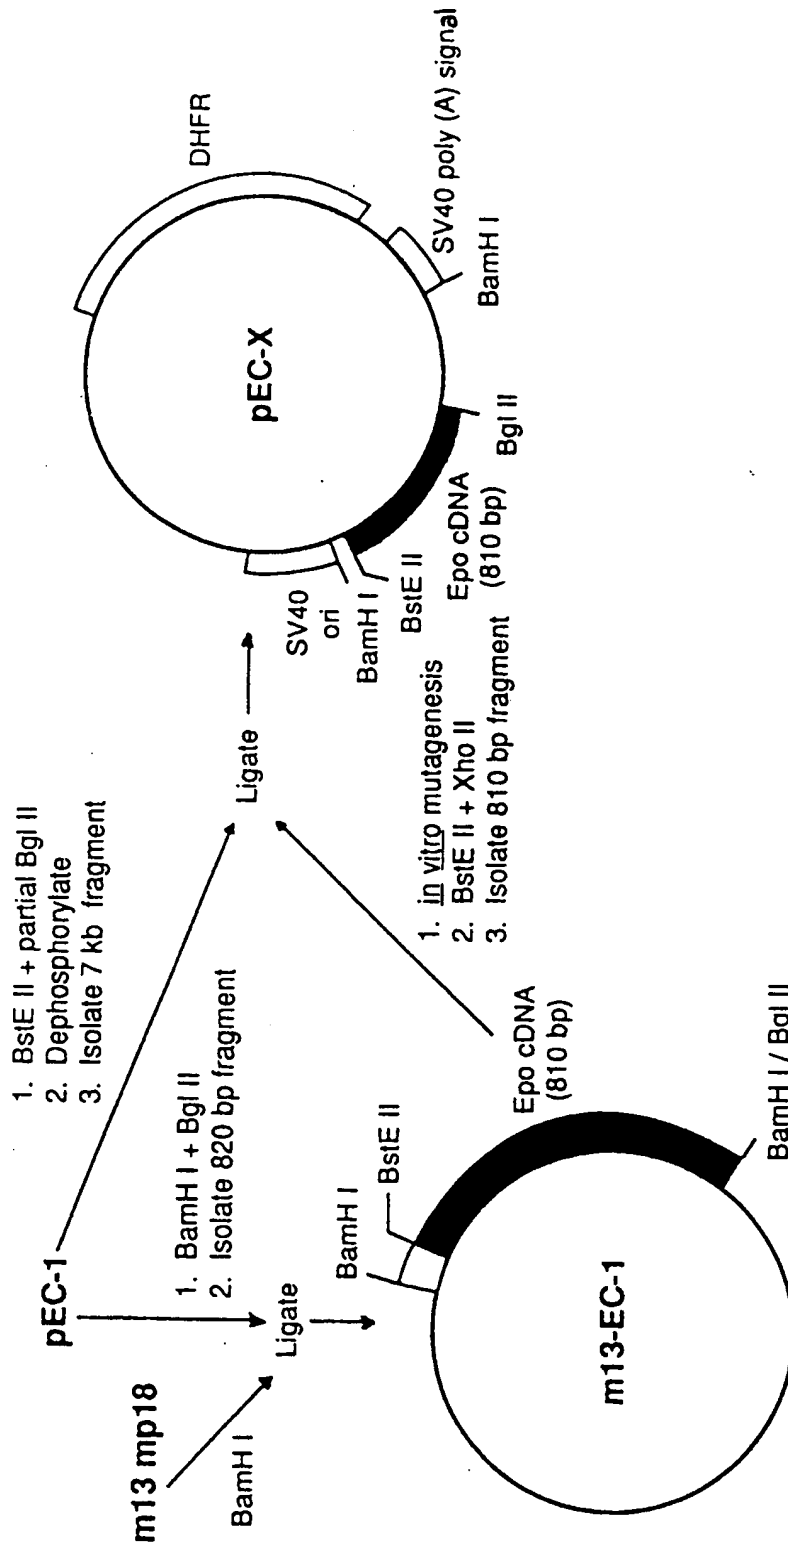 m13 mp18
BamH I
pEC-1
1. BamH I + Bgl II
2. Isolate 820 bp fragment
Ligate
1. BstE II + partial Bgl II
2. Dephosphorylate
3. Isolate 7 kb fragment
Ligate
BamH I
BstE II
Epo cDNA
(810 bp)
BamH I / Bgl II
m13-EC-1
1. in vitro mutagenesis
2. BstE II + Xho II
3. Isolate 810 bp fragment
SV40
ori
BamH I
BstE II
Epo cDNA
(810 bp)
Bgl II
BamH I
SV40 poly (A) signal
DHFR
pEC-X